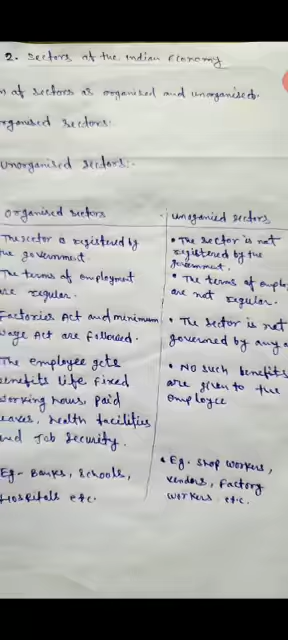 2. Sectors of the Indian Economy
n of sectors as organised and unorganised.
rganised sectors:
unorganised sectors:-
organised sectors
The sector is registered by
the government.
The terms of employment
are regular.
Factories Act and minimum
wage Act are followed.
The employee gets
benefits life fixed
working hours, paid
leaves, health facilities
and Job security.
Eg- Banks, schools,
Hospitals etc.
unoganied sectors
• The sector is not
registered by the
government.
• The terms of emplo
are not regular.
• The sector is not
governed by any a
• No such benefits
are given to the
employee
• Eg. shop workers,
vendors, factory
workers etc.